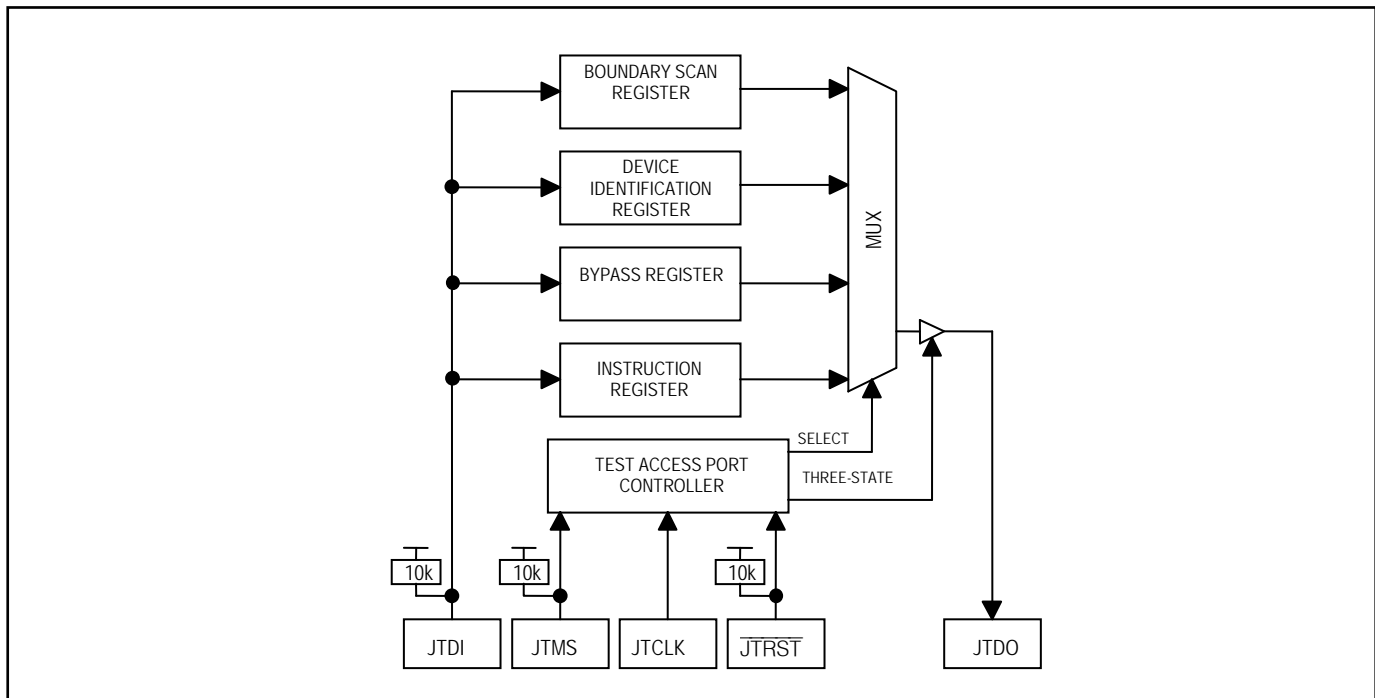 BOUNDARY SCAN
REGISTER
DEVICE
IDENTIFICATION
REGISTER
BYPASS REGISTER
INSTRUCTION
REGISTER
MUX
SELECT
TEST ACCESS PORT
CONTROLLER
THREE-STATE
10k
10k
10k
JTDI
JTMS
JTCLK
JTRST
JTDO